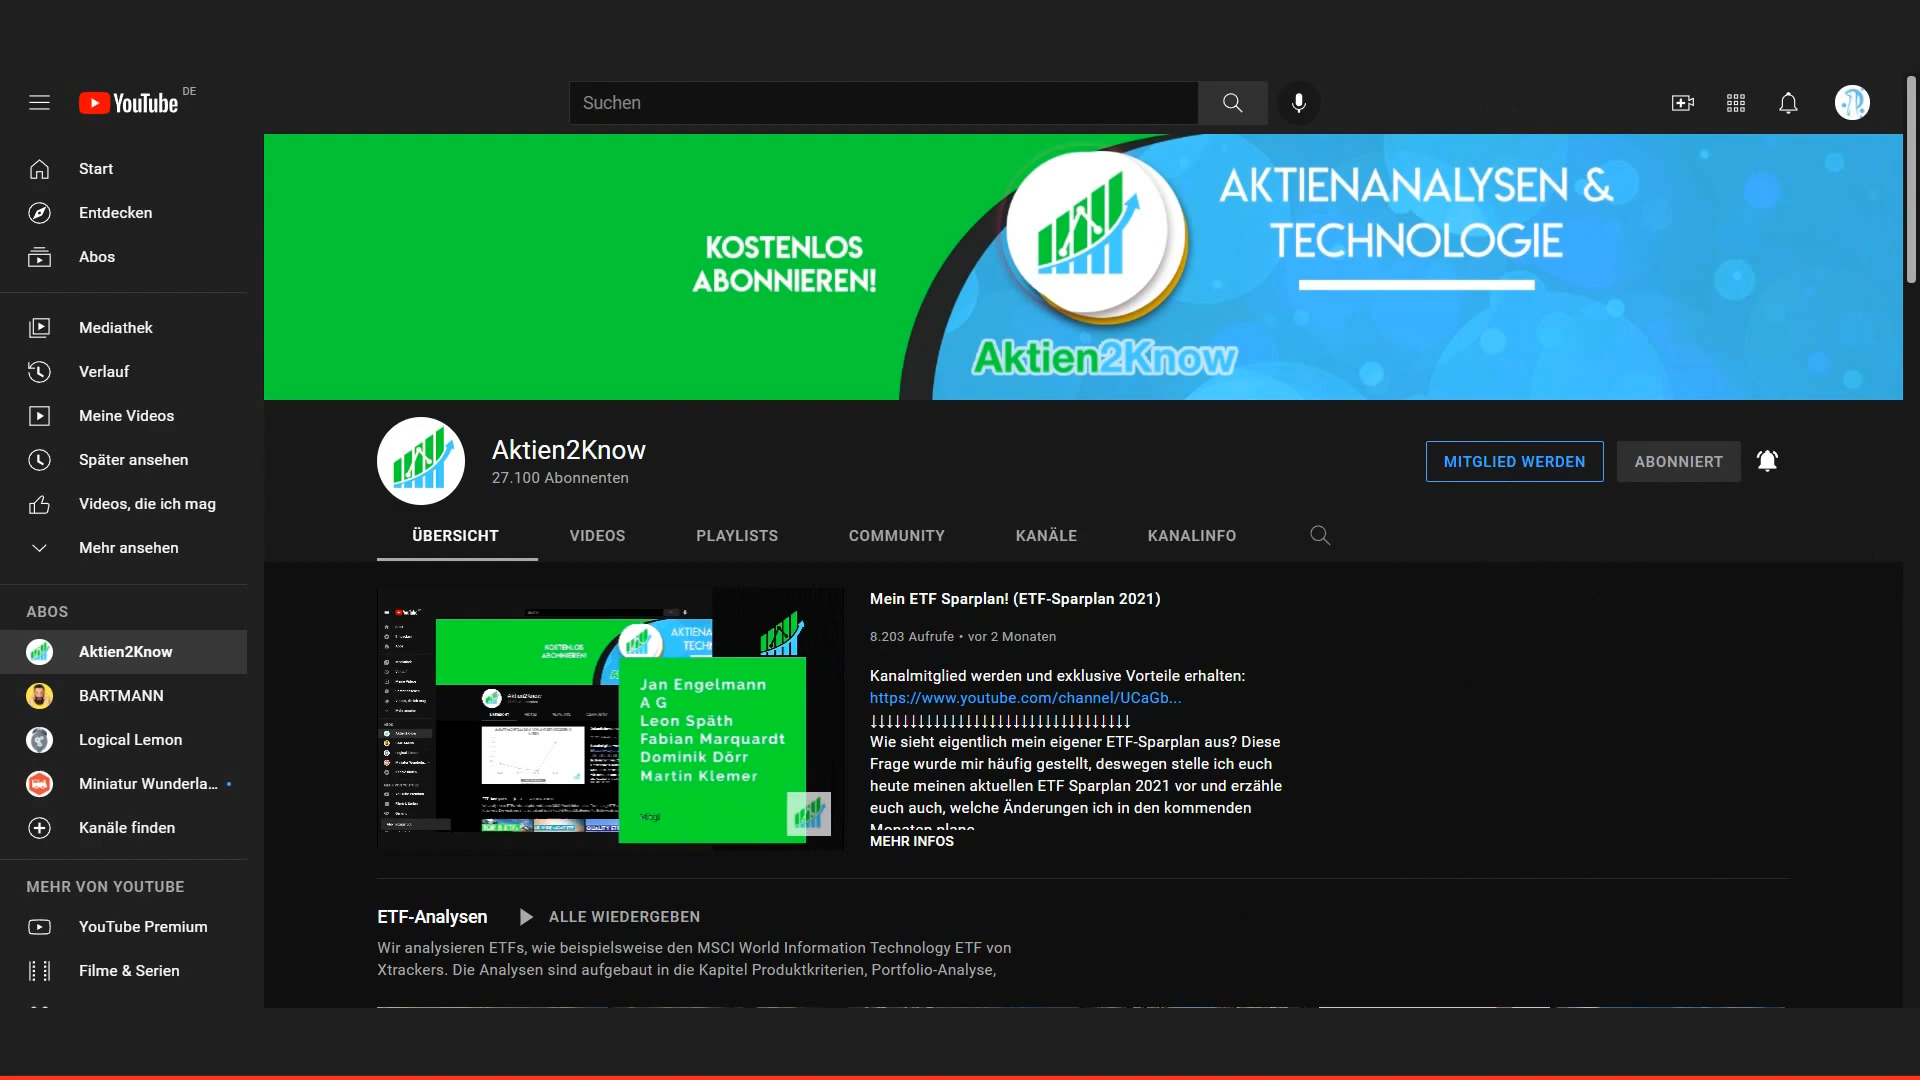 YouTube DE
Suchen
Start
Entdecken
Abos
Mediathek
Verlauf
Meine Videos
Später ansehen
Videos, die ich mag
Mehr ansehen
ABOS
Aktien2Know
BARTMANN
Logical Lemon
Miniatur Wunderla...
Kanäle finden
MEHR VON YOUTUBE
YouTube Premium
Filme & Serien
KOSTENLOS
ABONNIEREN!
AKTIENANALYSEN &
TECHNOLOGIE
Aktien2Know
Aktien2Know
27.100 Abonnenten
MITGLIED WERDEN
ABONNIERT
ÜBERSICHT VIDEOS PLAYLISTS COMMUNITY KANÄLE KANALINFO
KOSTENLOS
ABONNIEREN!
Jan Engelmann
A G
Leon Späth
Fabian Marquardt
Dominik Dörr
Martin Klemer
Mein ETF Sparplan! (ETF-Sparplan 2021)
8.203 Aufrufe • vor 2 Monaten
Kanalmitglied werden und exklusive Vorteile erhalten:
https://www.youtube.com/channel/UCaGb...
↓↓↓↓↓↓↓↓↓↓↓↓↓↓↓↓↓↓↓↓↓↓↓↓↓↓↓↓↓↓↓↓↓
Wie sieht eigentlich mein eigener ETF-Sparplan aus? Diese
Frage wurde mir häufig gestellt, deswegen stelle ich euch
heute meinen aktuellen ETF Sparplan 2021 vor und erzähle
euch auch, welche Änderungen ich in den kommenden
Monaten plane
MEHR INFOS
ETF-Analysen
ALLE WIEDERGEBEN
Wir analysieren ETFs, wie beispielsweise den MSCI World Information Technology ETF von
Xtrackers. Die Analysen sind aufgebaut in die Kapitel Produktkriterien, Portfolio-Analyse,